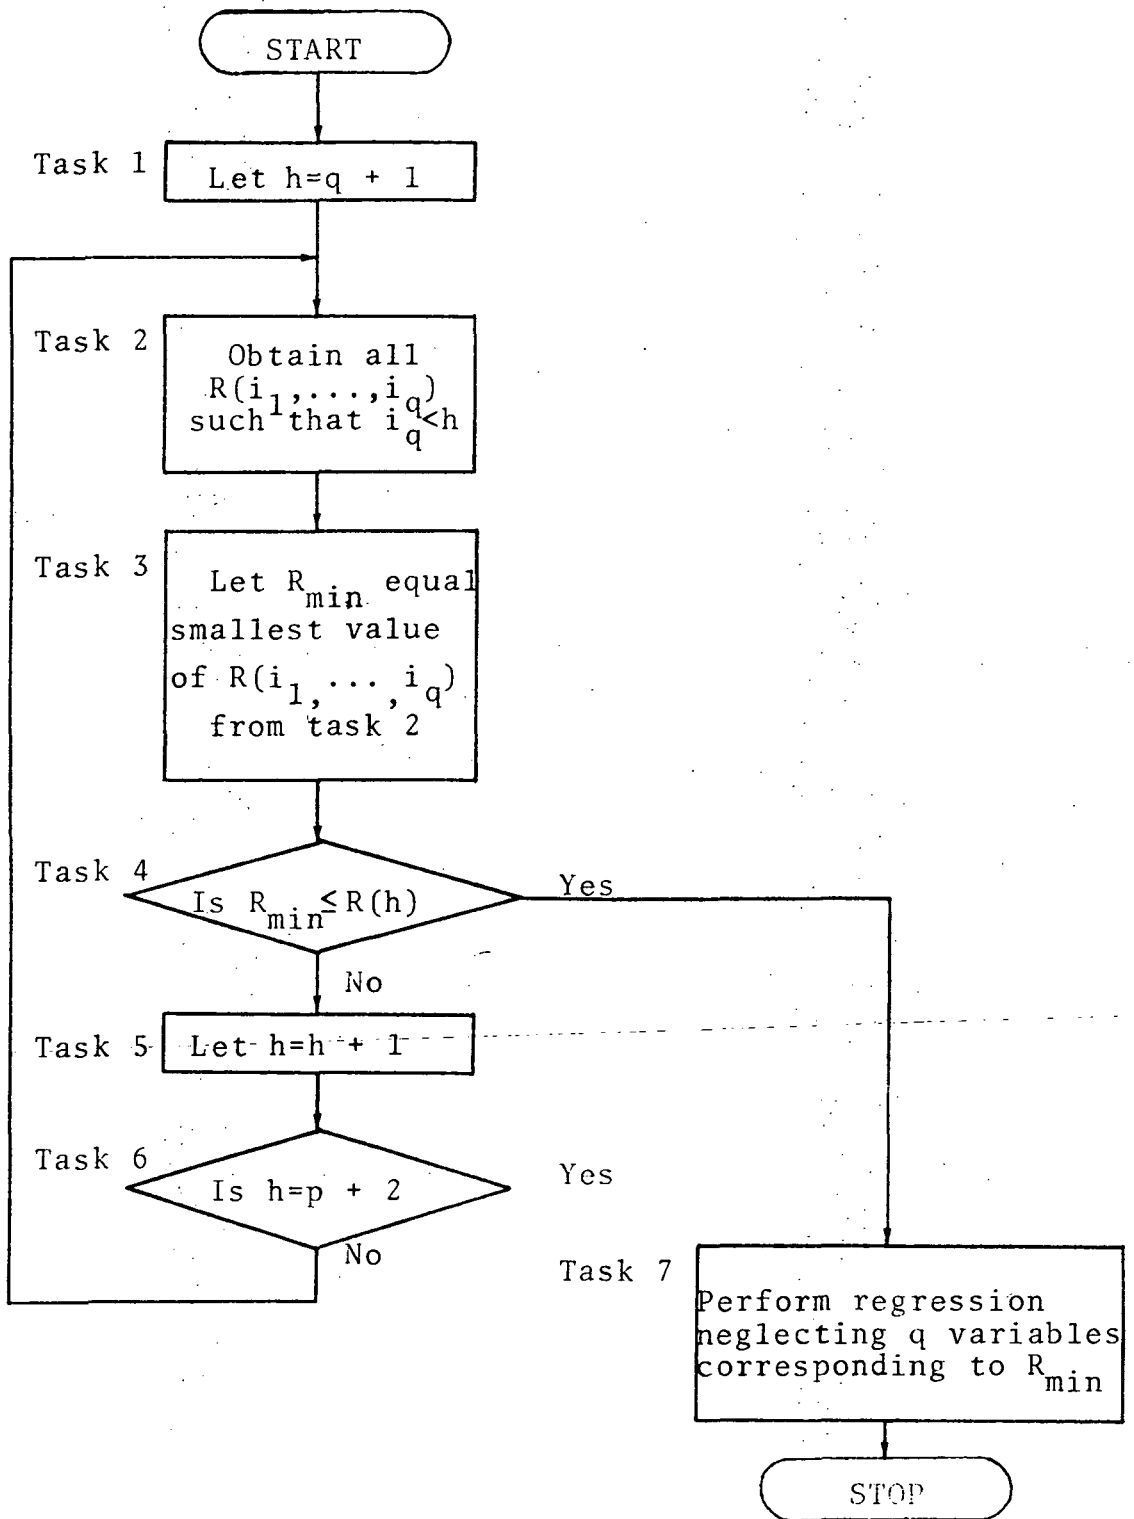 START
Task 1
Let h=q + 1
Task 2
Obtain all
R(i1,...,iq)
such that iq<h
Task 3
Let Rmin equal
smallest value
of R(i1,...,iq)
from task 2
Task 4
Is Rmin≤R(h)
Yes
No
Task 5
Let h=h + 1
Task 6
Is h=p + 2
Yes
No
Task 7
Perform regression
neglecting q variables
corresponding to Rmin
STOP